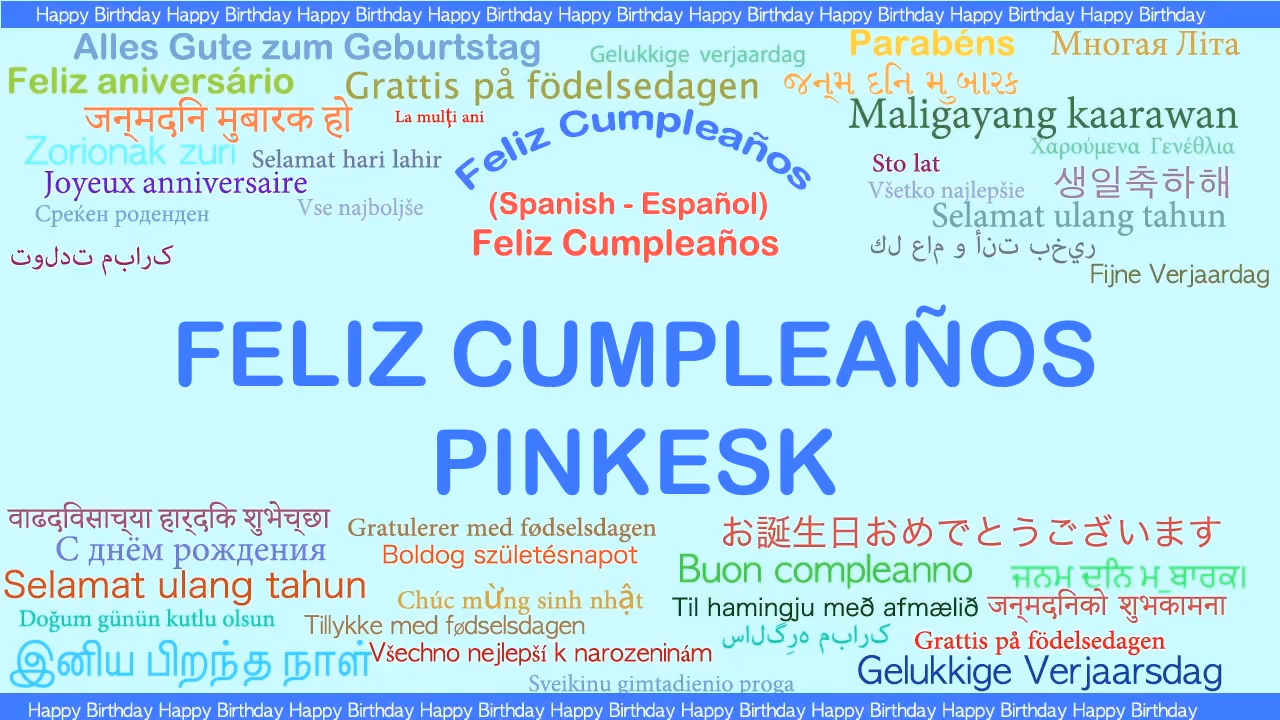 Happy Birthday Happy Birthday Happy Birthday Happy Birthday Happy Birthday Happy Birthday Happy Birthday Happy Birthday Happy Birthday
Alles Gute zum Geburtstag
Gelukkige verjaardag
Parabéns
Многая Літа
Feliz aniversário
Grattis på födelsedagen
જન્મ દિન મુબારક
जन्मदिन मुबारक हो
La mulţi ani
Feliz Cumpleaños
Maligayang kaarawan
Zorionak zuri
Selamat hari lahir
Sto lat
Χαρούμενα Γενέθλια
Joyeux anniversaire
(Spanish - Español)
Všetko najlepšie
생일축하해
Среќен роденден
Vse najboljše
Feliz Cumpleaños
Selamat ulang tahun
تولدت مبارک
كل عام و أنت بخير
Fijne Verjaardag
FELIZ CUMPLEAÑOS
PINKESK
वाढदिवसाच्या हार्दिक शुभेच्छा
Gratulerer med fødselsdagen
お誕生日おめでとうございます
С днём рождения
Boldog születésnapot
Buon compleanno
ਜਨਮ ਦਿਨ ਮੁਬਾਰਕ।
Selamat ulang tahun
Chúc mừng sinh nhật
Til hamingju með afmælið
जन्मदिनको शुभकामना
Doğum günün kutlu olsun
Tillykke med fødselsdagen
سالگرہ مبارک
Grattis på födelsedagen
இனிய பிறந்த நாள்
Všechno nejlepší k narozeninám
Gelukkige Verjaarsdag
Sveikinu gimtadienio proga
Happy Birthday Happy Birthday Happy Birthday Happy Birthday Happy Birthday Happy Birthday Happy Birthday Happy Birthday Happy Birthday